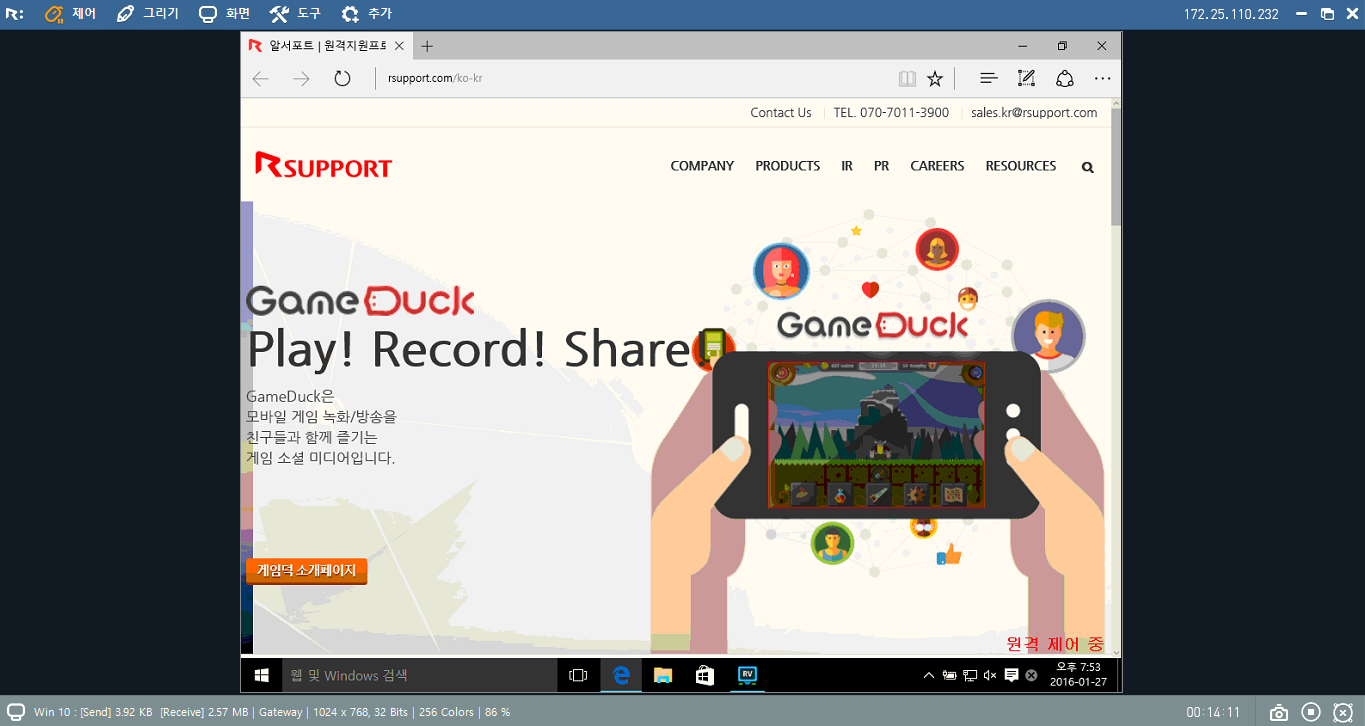 R: 제어 그리기 화면 도구 추가 172.25.110.232
알서포트 | 원격지원프로
rsupport.com/ko-kr
Contact Us | TEL. 070-7011-3900 | sales.kr@rsupport.com
RSUPPORT COMPANY PRODUCTS IR PR CAREERS RESOURCES
GameDuck
GameDuck
Play! Record! Share
GameDuck은
모바일 게임 녹화/방송을
친구들과 함께 즐기는
게임 소셜 미디어입니다.
게임덕 소개페이지
원격 제어 중
웹 및 Windows 검색
RV
오후 7:53
2016-01-27
Win 10 : [Send] 3.92 KB [Receive] 2.57 MB | Gateway | 1024 x 768, 32 Bits | 256 Colors | 86 % 00:14:11